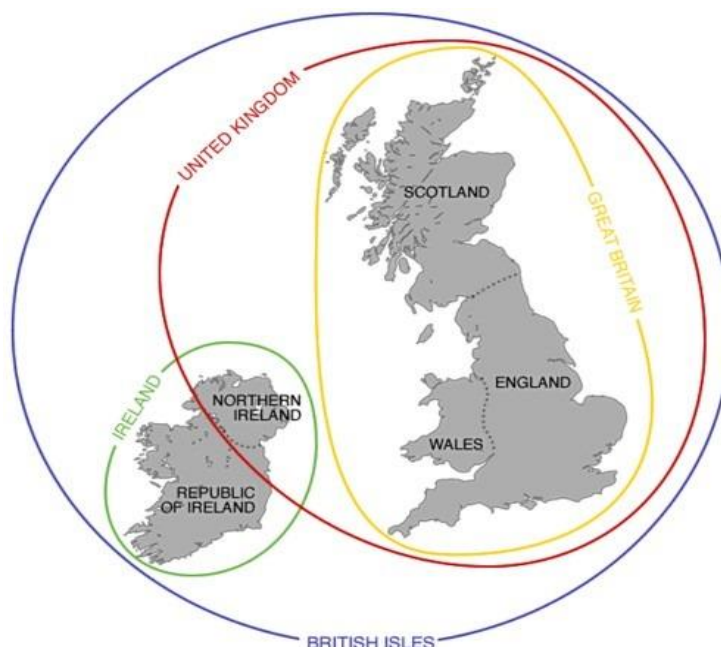 UNITED KINGDOM
SCOTLAND
GREAT BRITAIN
IRELAND
NORTHERN
IRELAND
ENGLAND
WALES
REPUBLIC
OF IRELAND
BRITISH ISLES